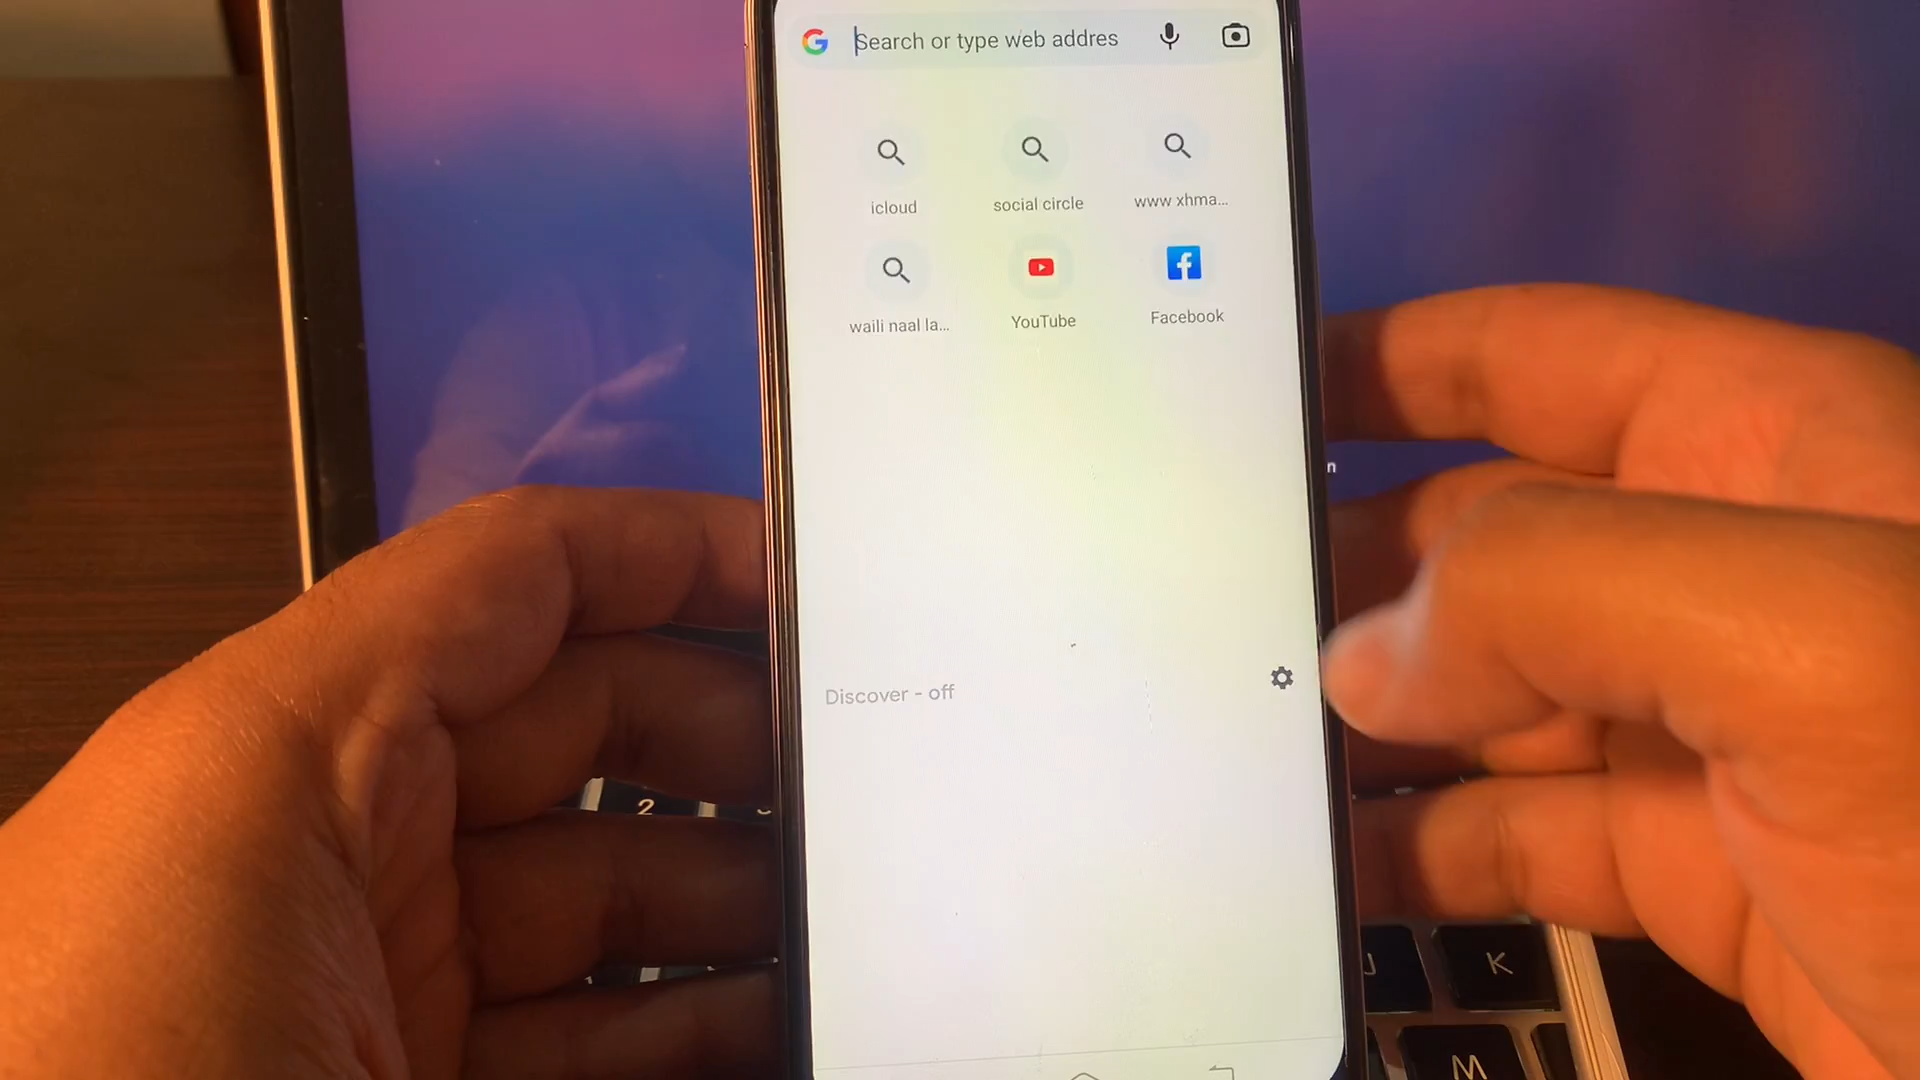 Search or type web addres
icloud
social circle
www xhma...
waili naal la...
YouTube
Facebook
n
Discover - off
2
J
K
M